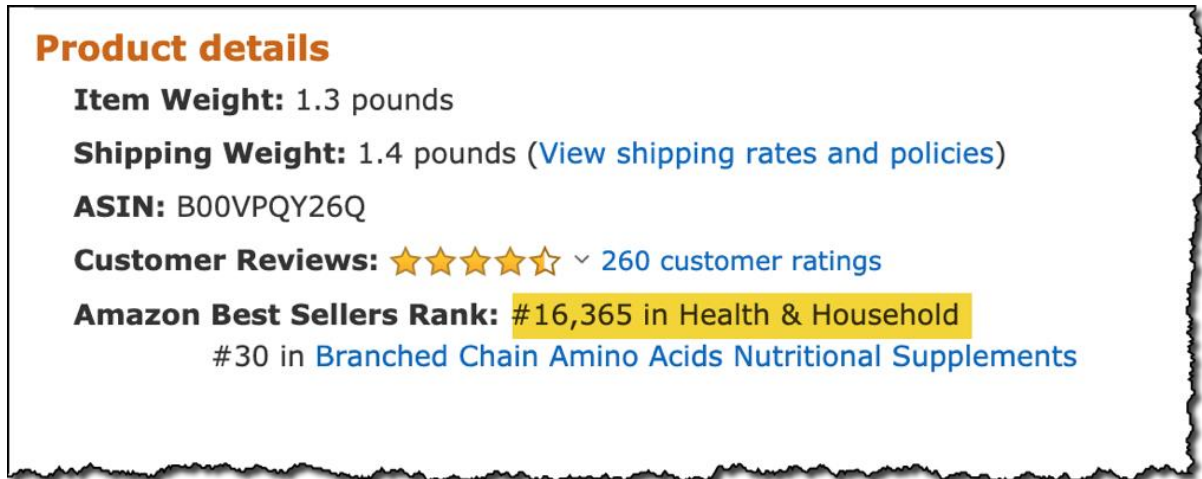 Product details
Item Weight: 1.3 pounds
Shipping Weight: 1.4 pounds (View shipping rates and policies)
ASIN: B00VPQY26Q
Customer Reviews: 260 customer ratings
Amazon Best Sellers Rank: #16,365 in Health & Household
#30 in Branched Chain Amino Acids Nutritional Supplements